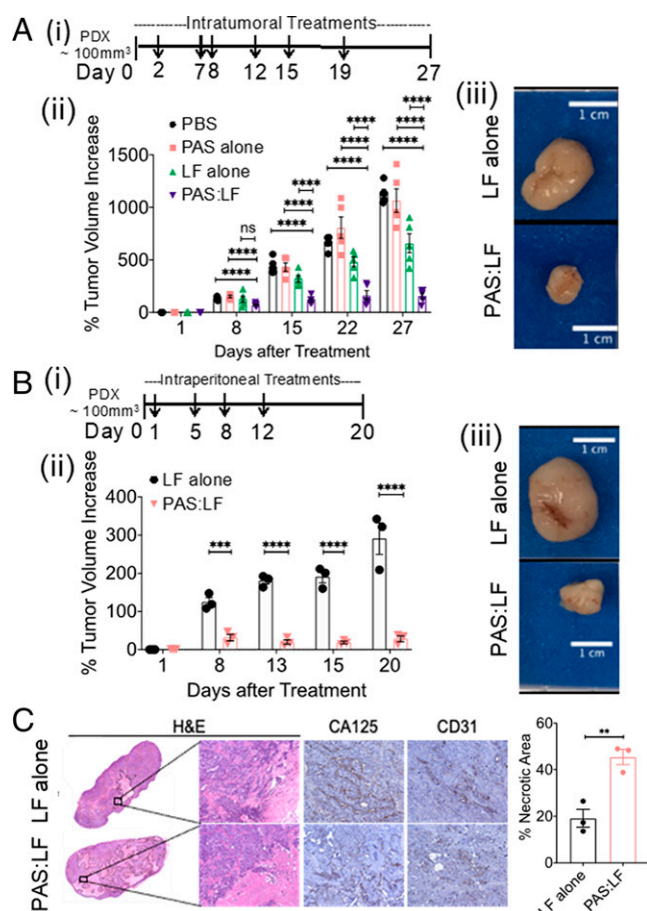 A (i)
PDX
~ 100mm³
Intratumoral Treatments
Day 0 2 7 8 12 15 19 27
(ii)
PBS
PAS alone
LF alone
PAS:LF
% Tumor Volume Increase
1500
1000
500
0
**** **** **** ns
**** **** ****
**** **** ****
**** **** ****
1 8 15 22 27
Days after Treatment
(iii)
LF alone
1 cm
PAS:LF
1 cm
B (i)
PDX
~ 100mm³
Intraperitoneal Treatments
Day 0 1 5 8 12 20
(ii)
LF alone
PAS:LF
% Tumor Volume Increase
400
300
200
100
0
*** **** **** ****
1 8 13 15 20
Days after Treatment
(iii)
LF alone
1 cm
PAS:LF
1 cm
C
H&E CA125 CD31
LF alone
PAS:LF
% Necrotic Area
60
40
20
0
**
LF alone
PAS:LF